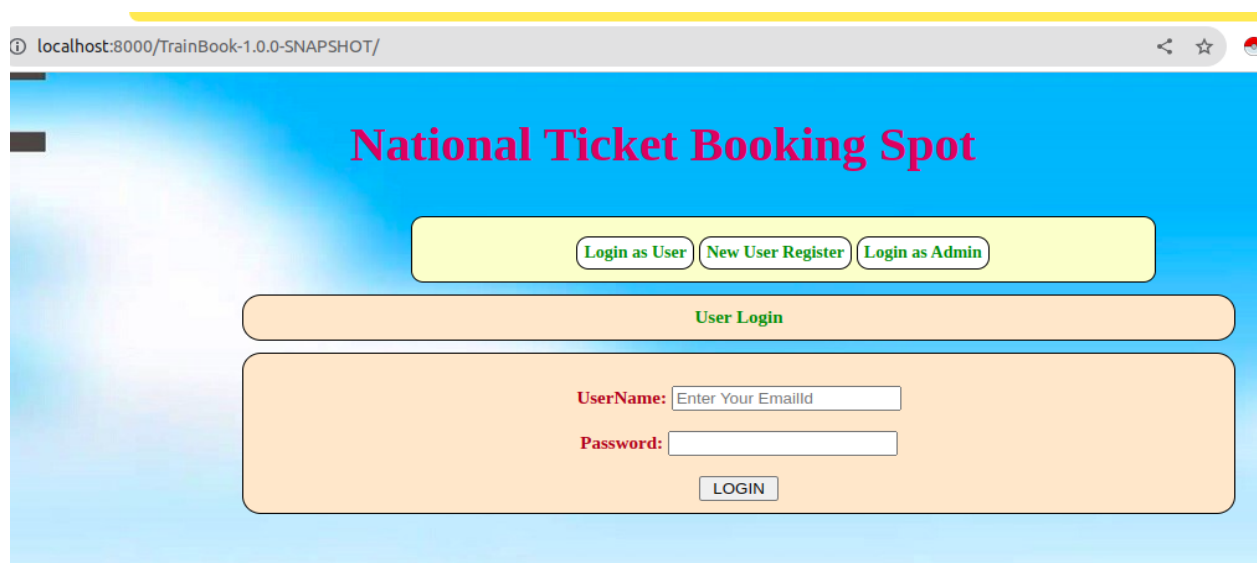 localhost:8000/TrainBook-1.0.0-SNAPSHOT/
National Ticket Booking Spot
Login as User New User Register Login as Admin
User Login
UserName: Enter Your EmailId
Password:
LOGIN